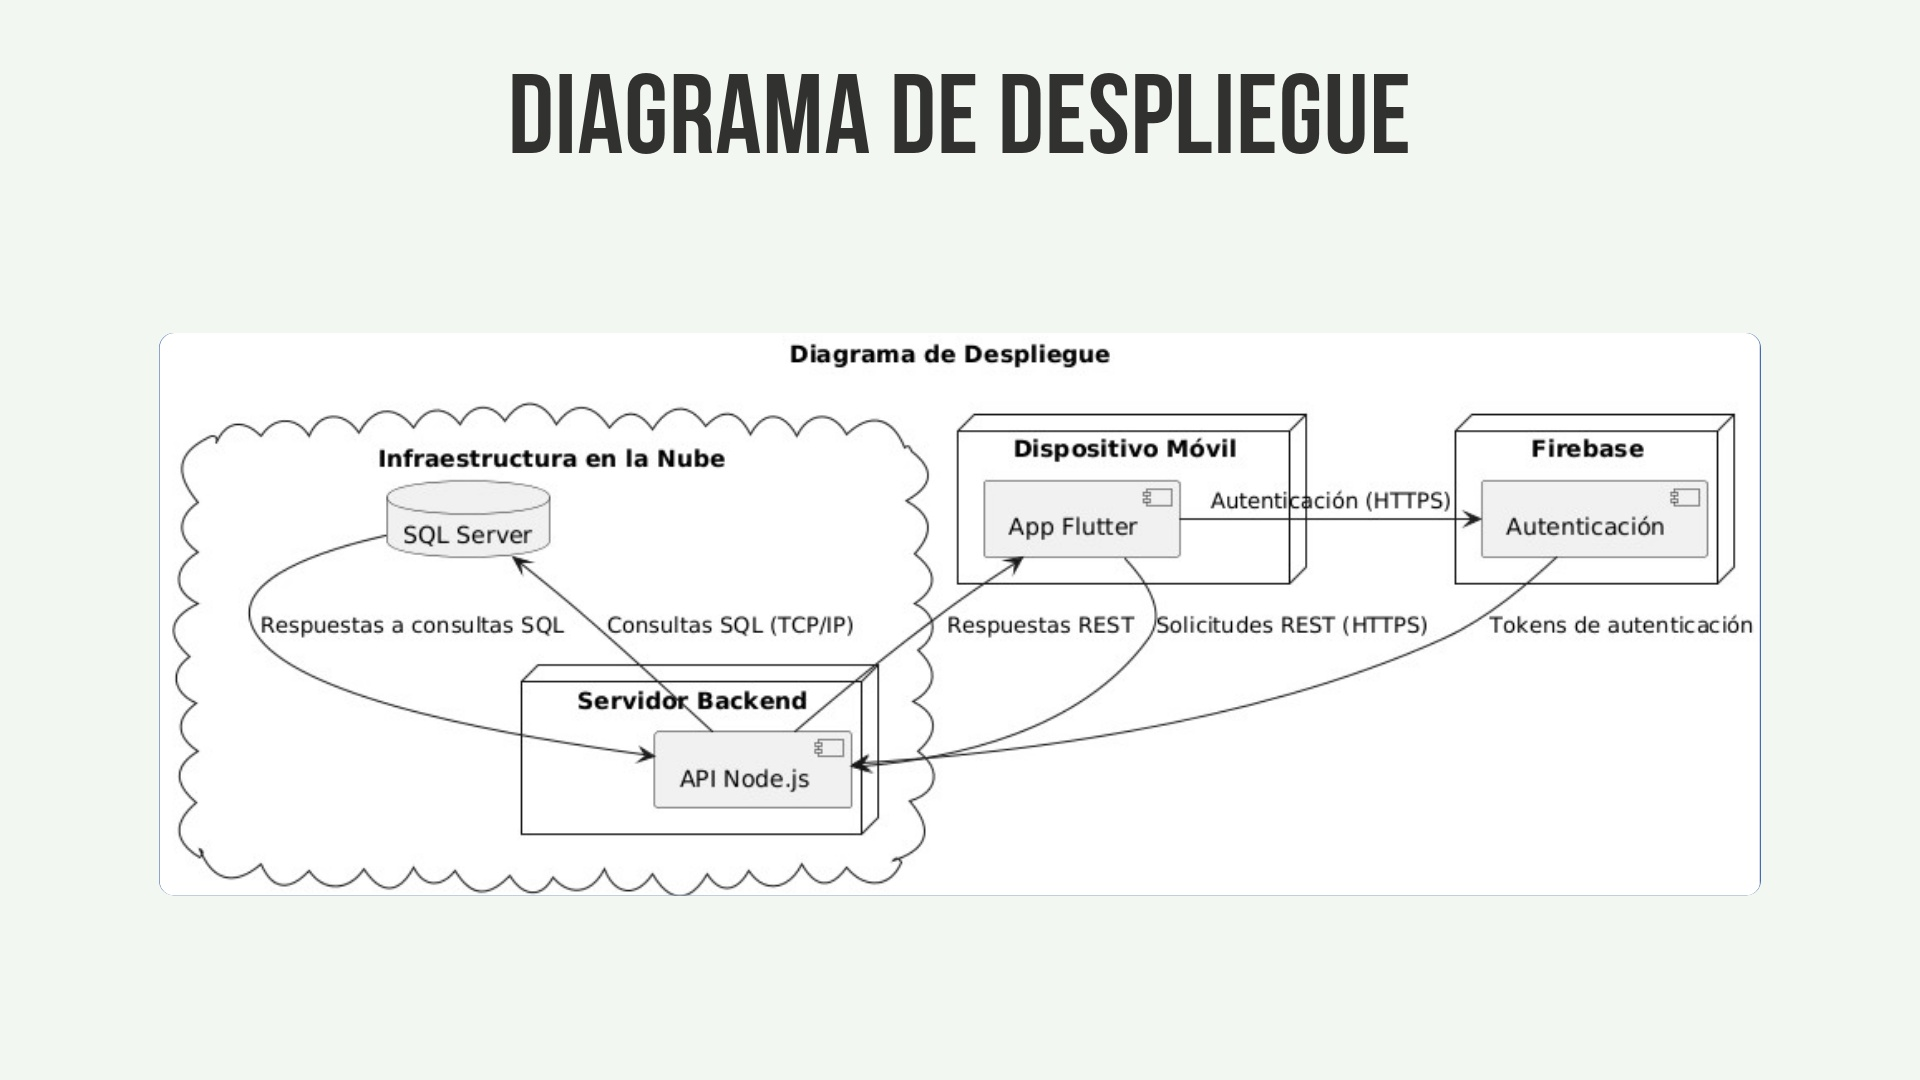 DIAGRAMA DE DESPLIEGUE
Diagrama de Despliegue
Infraestructura en la Nube
SQL Server
Dispositivo Móvil
App Flutter
Autenticación (HTTPS)
Firebase
Autenticación
Respuestas a consultas SQL
Consultas SQL (TCP/IP)
Respuestas REST
Solicitudes REST (HTTPS)
Tokens de autenticación
Servidor Backend
API Node.js